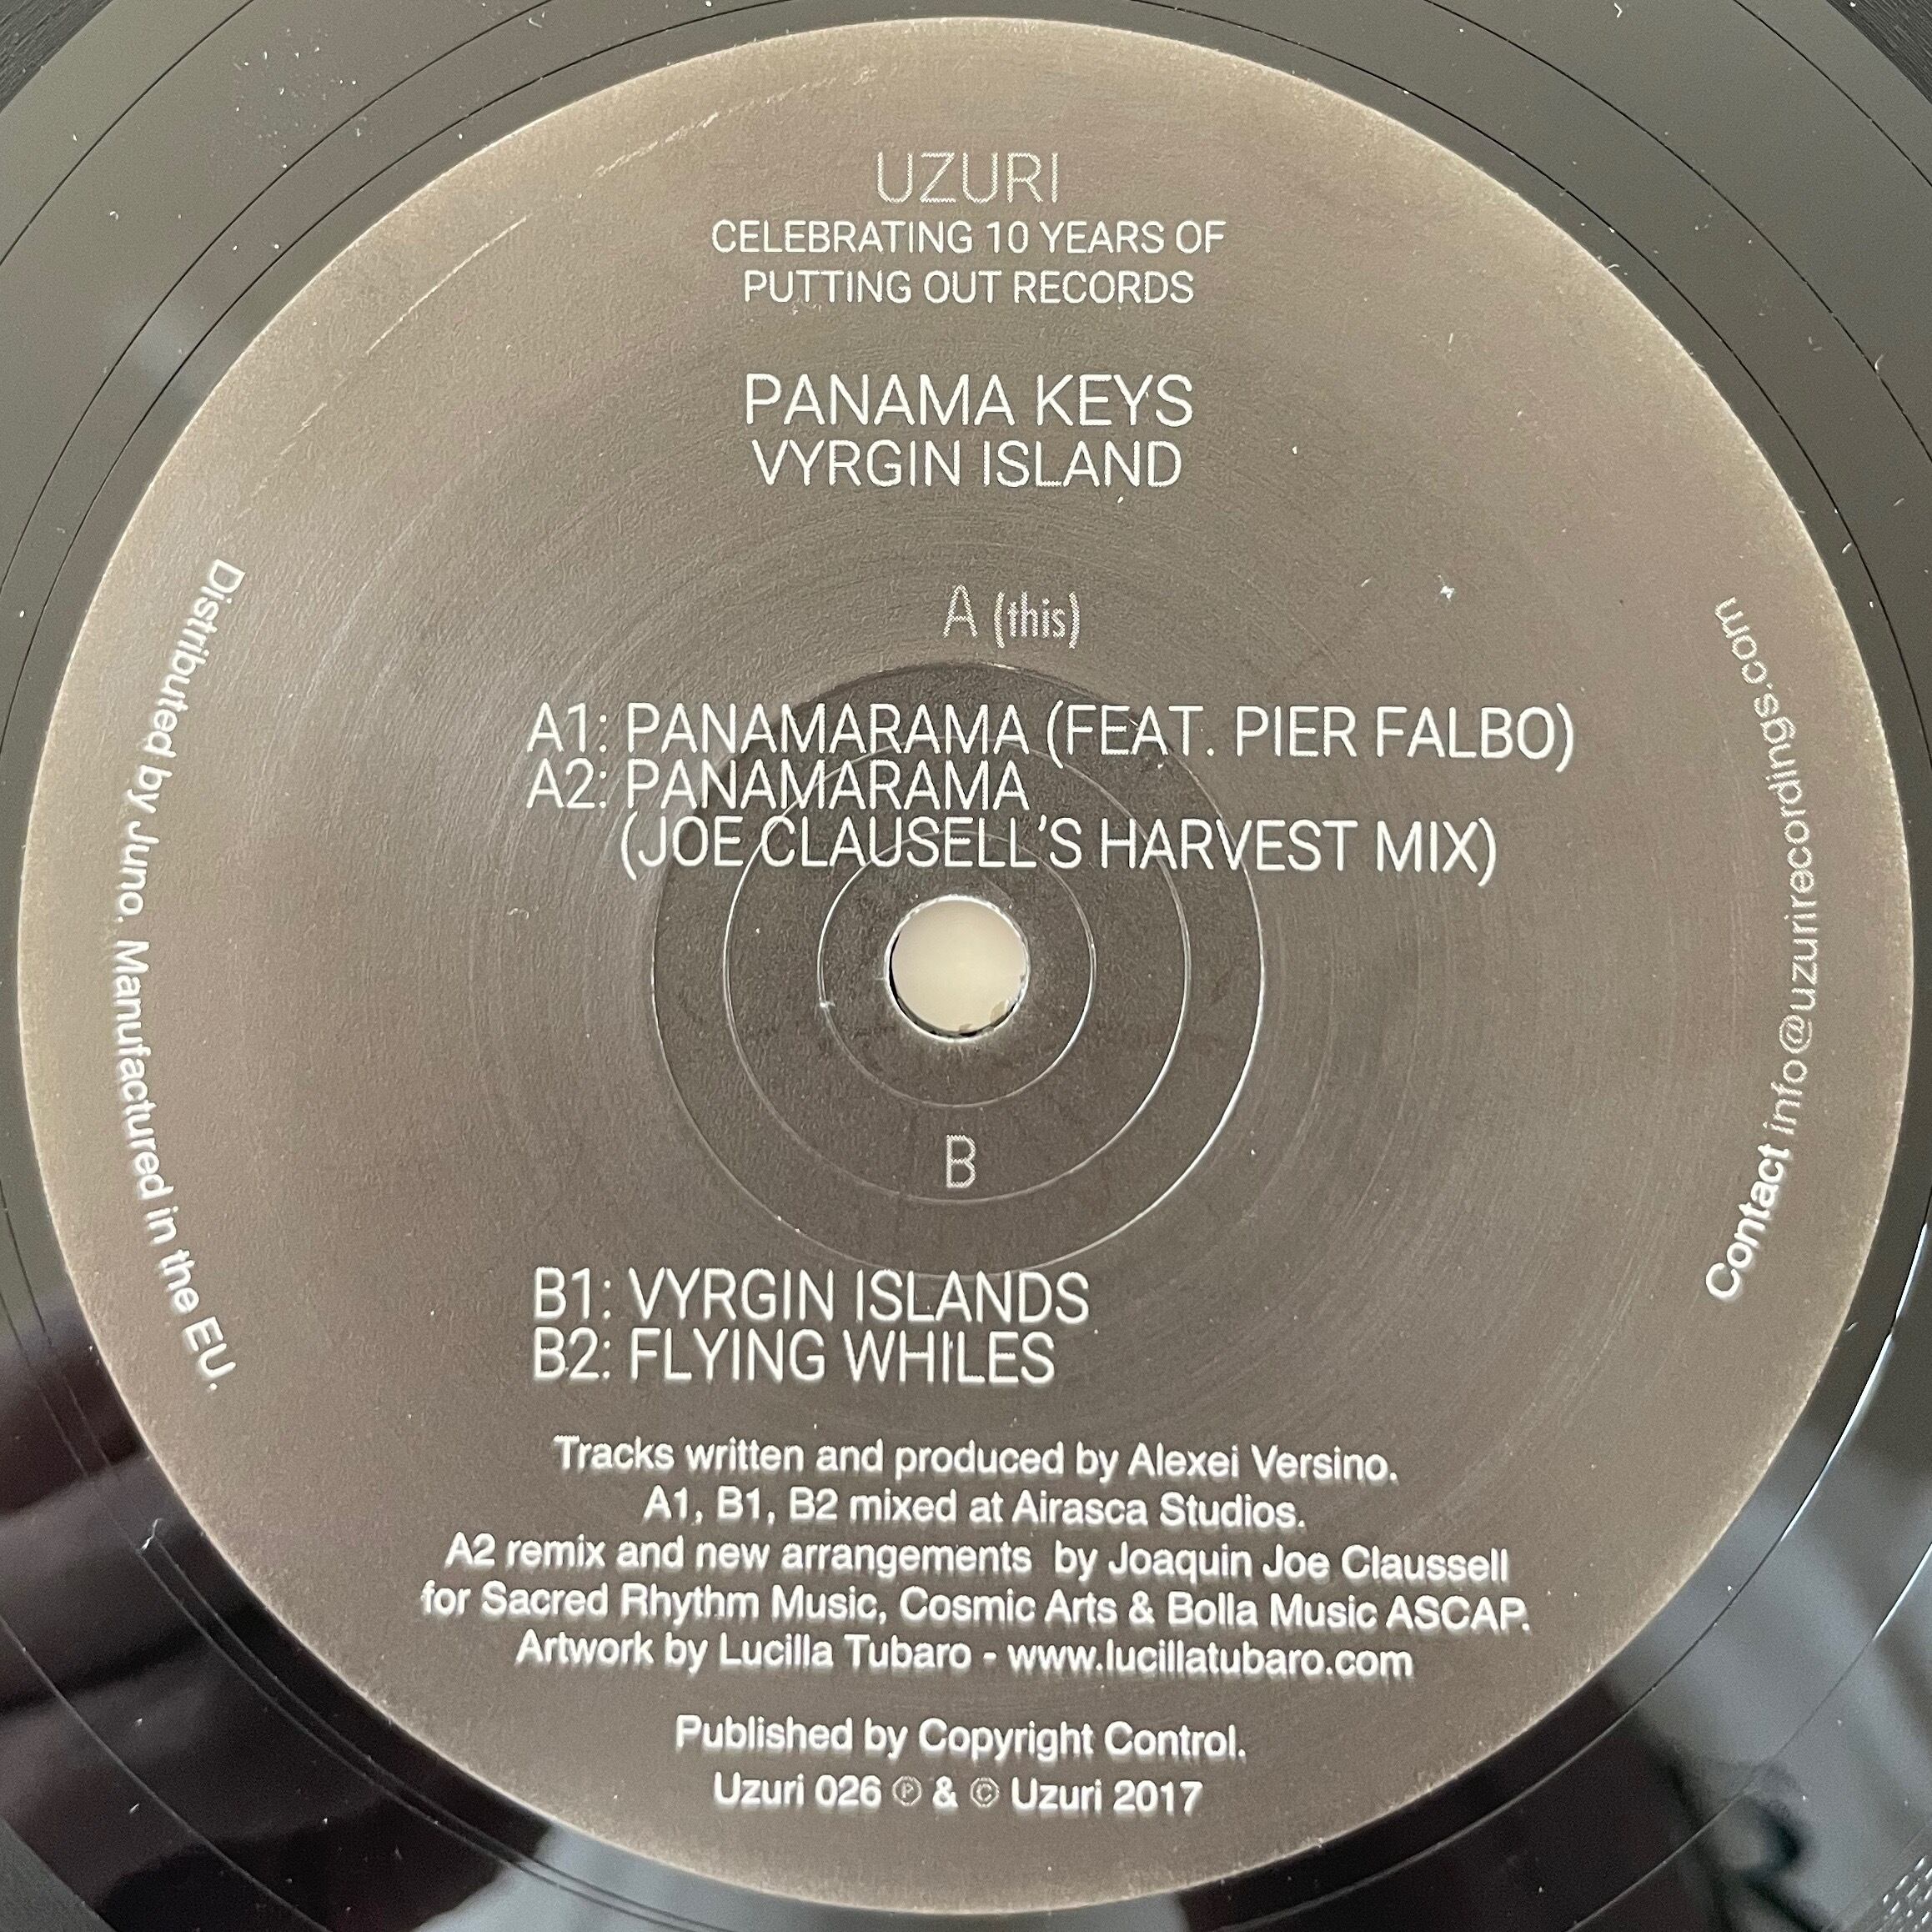 UZURI
CELEBRATING 10 YEARS OF
PUTTING OUT RECORDS
PANAMA KEYS
VYRGIN ISLAND
A (this)
A1: PANAMARAMA (FEAT. PIER FALBO)
A2: PANAMARAMA
(JOE CLAUSELL’S HARVEST MIX)
B
B1: VYRGIN ISLANDS
B2: FLYING WHILES
Tracks written and produced by Alexei Versino.
A1, B1, B2 mixed at Airasca Studios.
A2 remix and new arrangements by Joaquin Joe Claussell
for Sacred Rhythm Music, Cosmic Arts & Bolla Music ASCAP.
Artwork by Lucilla Tubaro - www.lucillatubaro.com
Published by Copyright Control.
Uzuri 026 ℗ & © Uzuri 2017
Distributed by Juno. Manufactured in the EU.
Contact info@uzurirecordings.com